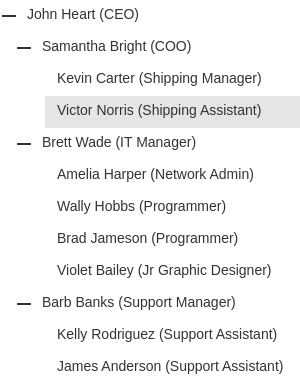 John Heart (CEO)
Samantha Bright (COO)
Kevin Carter (Shipping Manager)
Victor Norris (Shipping Assistant)
Brett Wade (IT Manager)
Amelia Harper (Network Admin)
Wally Hobbs (Programmer)
Brad Jameson (Programmer)
Violet Bailey (Jr Graphic Designer)
Barb Banks (Support Manager)
Kelly Rodriguez (Support Assistant)
James Anderson (Support Assistant)